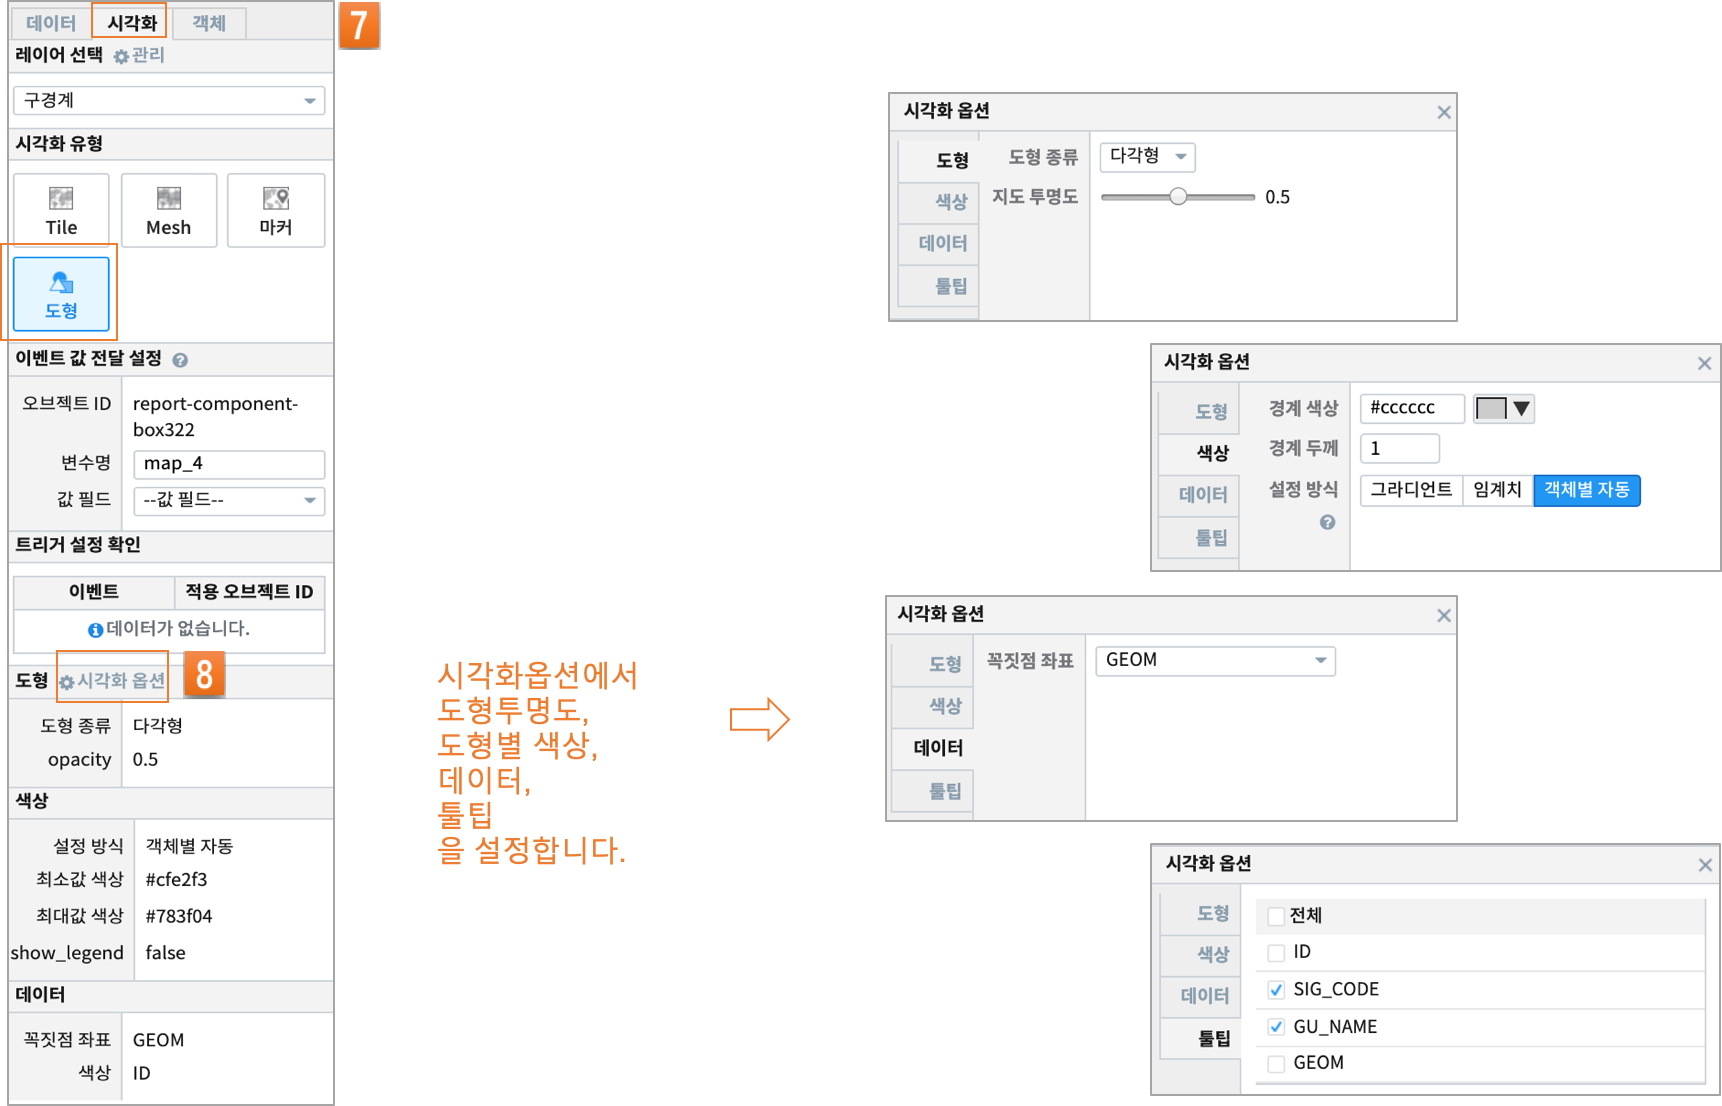 데이터 시각화 객체
7
레이어 선택 관리
구경계
시각화 유형
Tile Mesh 마커
도형
이벤트 값 전달 설정 ?
오브젝트 ID report-component-
box322
변수명 map_4
값 필드 --값 필드--
트리거 설정 확인
이벤트 적용 오브젝트 ID
데이터가 없습니다.
도형 시각화 옵션
8
도형 종류 다각형
opacity 0.5
색상
설정 방식 객체별 자동
최소값 색상 #cfe2f3
최대값 색상 #783f04
show_legend false
데이터
꼭짓점 좌표 GEOM
색상 ID
시각화옵션에서
도형투명도,
도형별 색상,
데이터,
툴팁
을 설정합니다.
시각화 옵션
도형 도형 종류 다각형
색상 지도 투명도 0.5
데이터
툴팁
시각화 옵션
도형 경계 색상 #cccccc
색상 경계 두께 1
데이터 설정 방식 그라디언트 임계치 객체별 자동
툴팁 ?
시각화 옵션
도형 꼭짓점 좌표 GEOM
색상
데이터
툴팁
시각화 옵션
도형 전체
색상 ID
데이터 SIG_CODE
툴팁 GU_NAME
GEOM